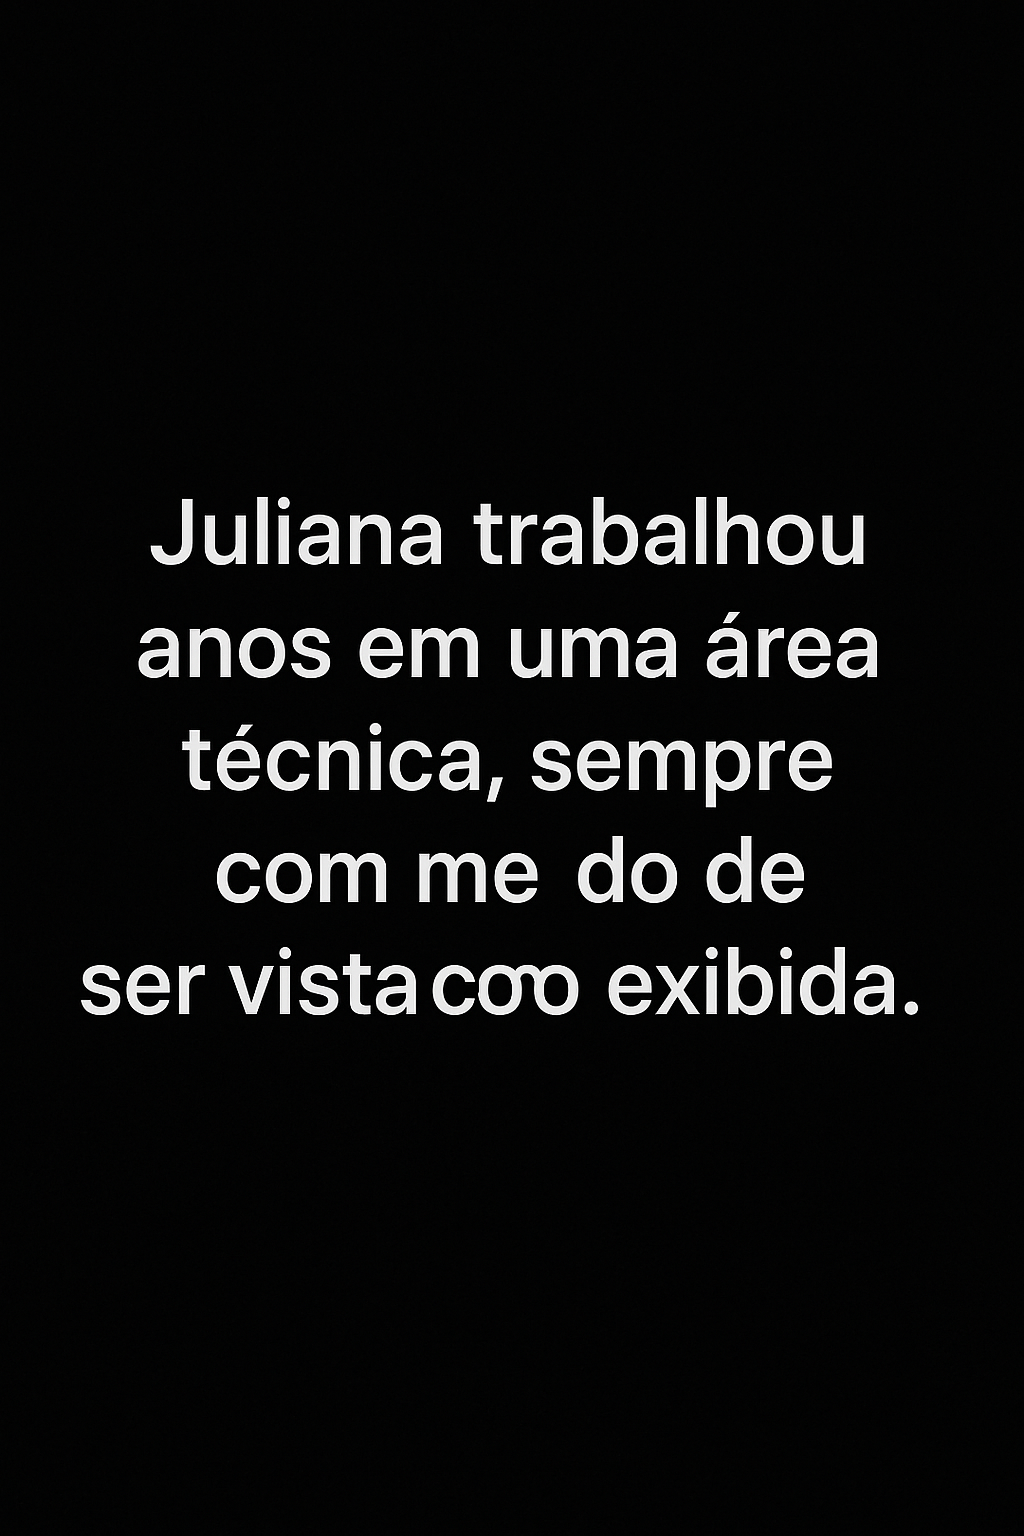 Juliana trabalhou
anos em uma área
técnica, sempre
com me do de
ser vista exibida.